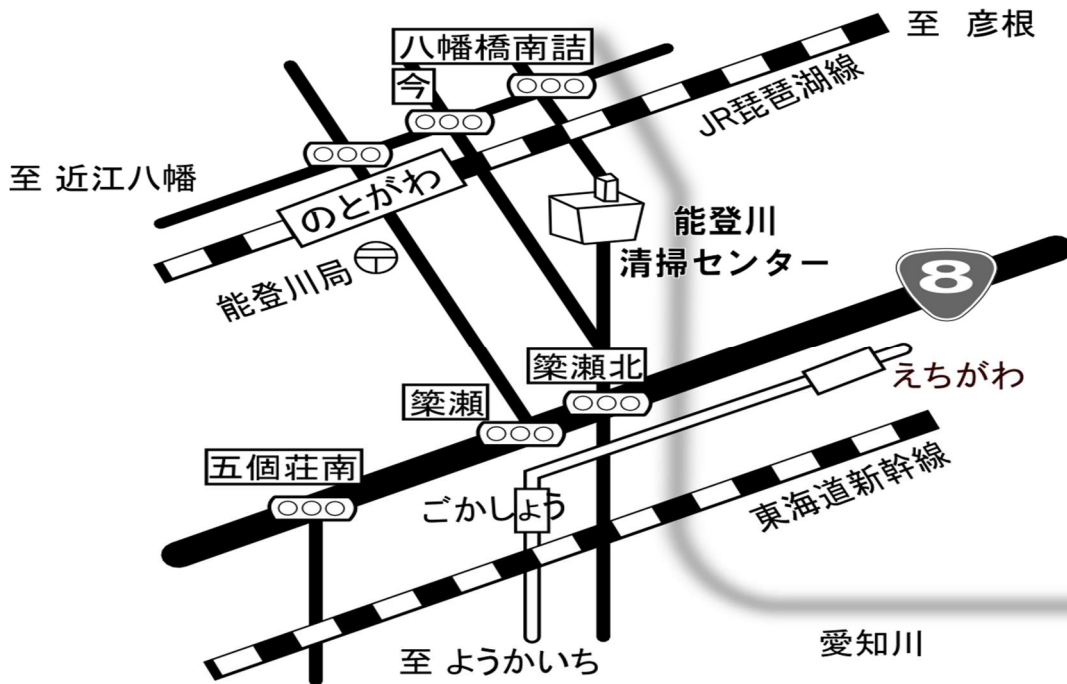 八幡橋南詰
至 彦根
今
JR琵琶湖線
至 近江八幡
のとがわ
能登川局
能登川
清掃センター
8
簗瀬北
えちがわ
簗瀬
五個荘南
ごかしょう
東海道新幹線
愛知川
至 ようかいち